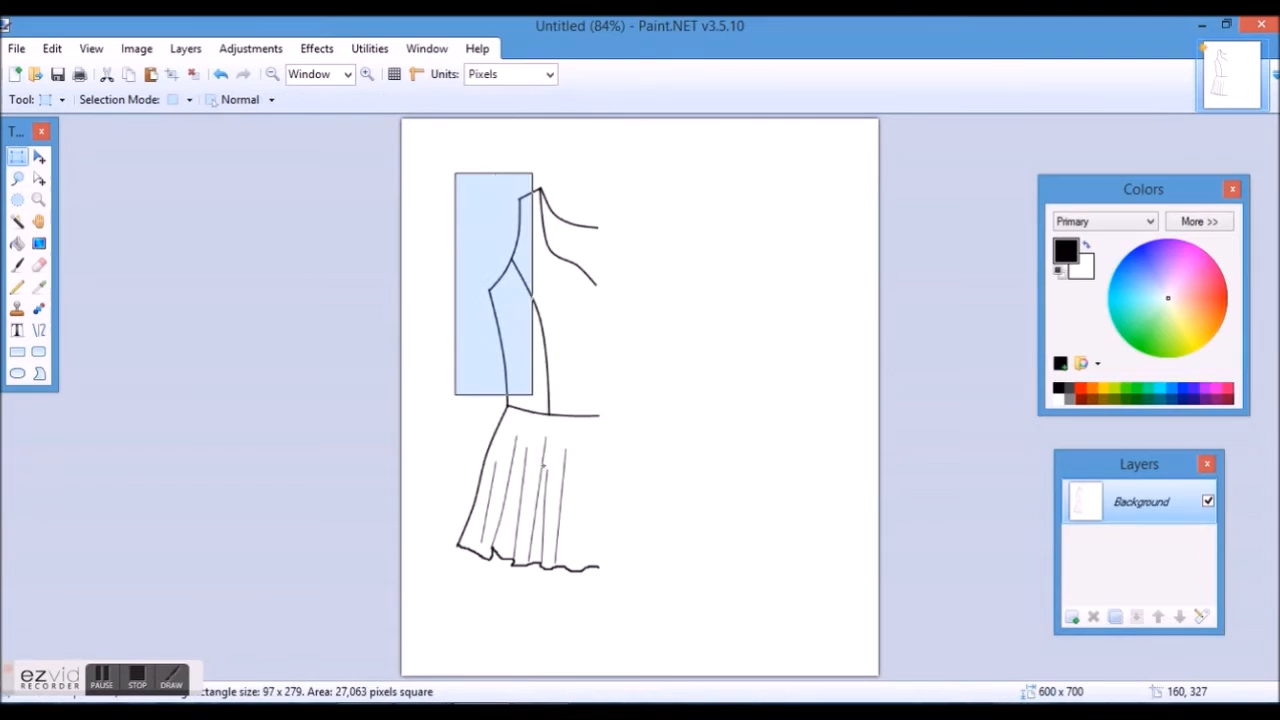 Untitled (84%) - Paint.NET v3.5.10
File Edit View Image Layers Adjustments Effects Utilities Window Help
Window Units: Pixels
Tool: Selection Mode: Normal
T...
Colors
Primary More >>
Layers
Background
ezvid
RECORDER
PAUSE STOP DRAW
rectangle size: 97 x 279. Area: 27,063 pixels square
600 x 700
160, 327